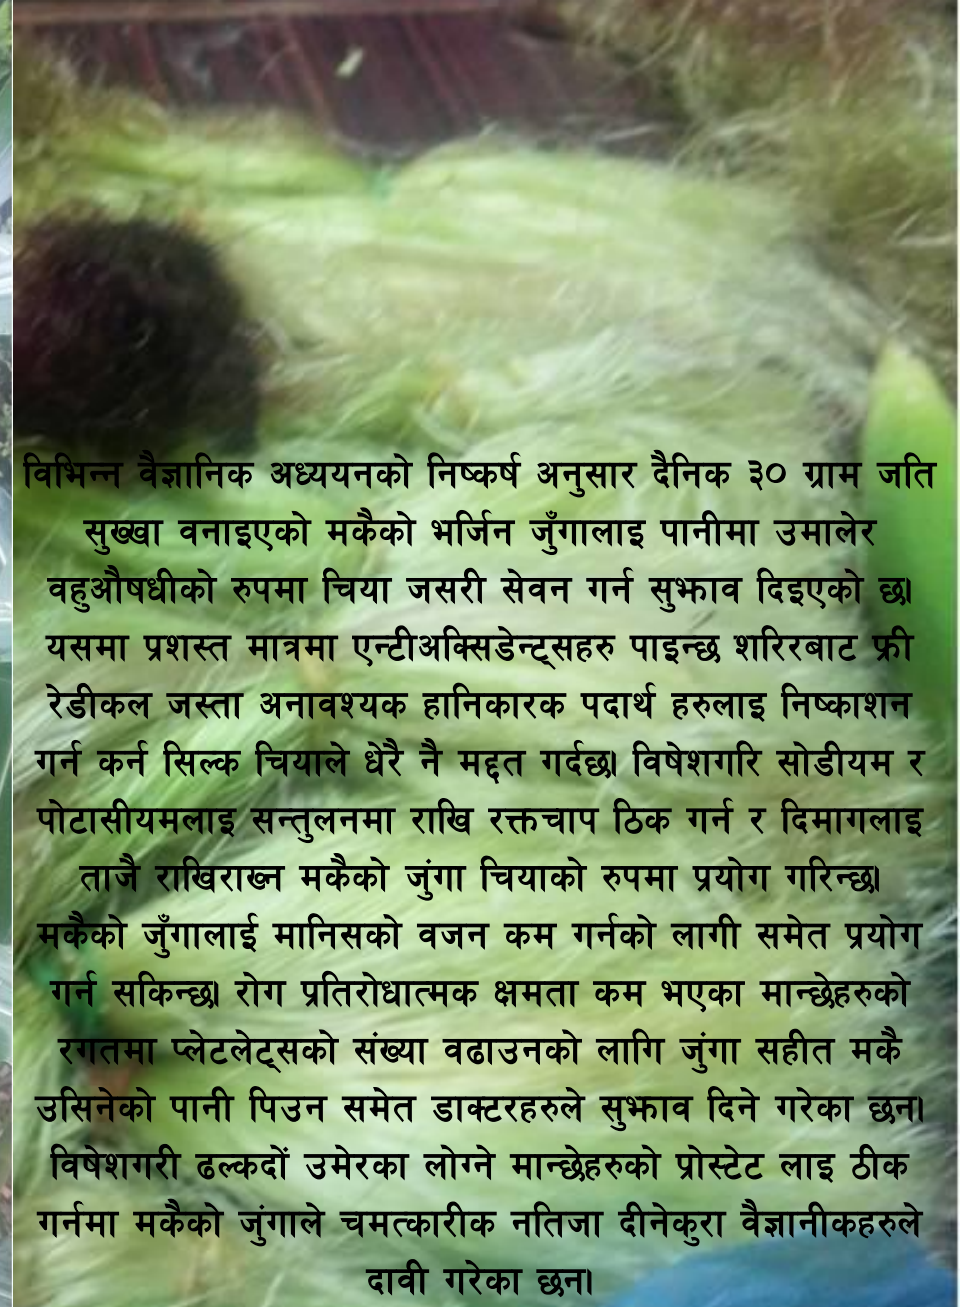 विभिन्न वैज्ञानिक अध्ययनको निष्कर्ष अनुसार दैनिक ३० ग्राम जति
सुख्खा वनाइएको मकैको भर्जिन जुँगालाइ पानीमा उमालेर
वहुऔषधीको रुपमा चिया जसरी सेवन गर्न सुझाव दिइएको छ।
यसमा प्रशस्त मात्रमा एन्टीअक्सिडेन्ट्सहरु पाइन्छ शरिरबाट फ्री
रेडीकल जस्ता अनावश्यक हानिकारक पदार्थ हरुलाइ निष्काशन
गर्न कर्न सिल्क चियाले धेरै नै मद्दत गर्दछ। विषेशगरि सोडीयम र
पोटासीयमलाइ सन्तुलनमा राखि रक्तचाप ठिक गर्न र दिमागलाइ
ताजै राखिराख्न मकैको जुंगा चियाको रुपमा प्रयोग गरिन्छ।
मकैको जुँगालाई मानिसको वजन कम गर्नको लागी समेत प्रयोग
गर्न सकिन्छ। रोग प्रतिरोधात्मक क्षमता कम भएका मान्छेहरुको
रगतमा प्लेटलेट्सको संख्या वढाउनको लागि जुंगा सहीत मकै
उसिनेको पानी पिउन समेत डाक्टरहरुले सुझाव दिने गरेका छन।
विषेशगरी ढल्कदों उमेरका लोग्ने मान्छेहरुको प्रोस्टेट लाइ ठीक
गर्नमा मकैको जुंगाले चमत्कारीक नतिजा दीनेकुरा वैज्ञानीकहरुले
दावी गरेका छन।